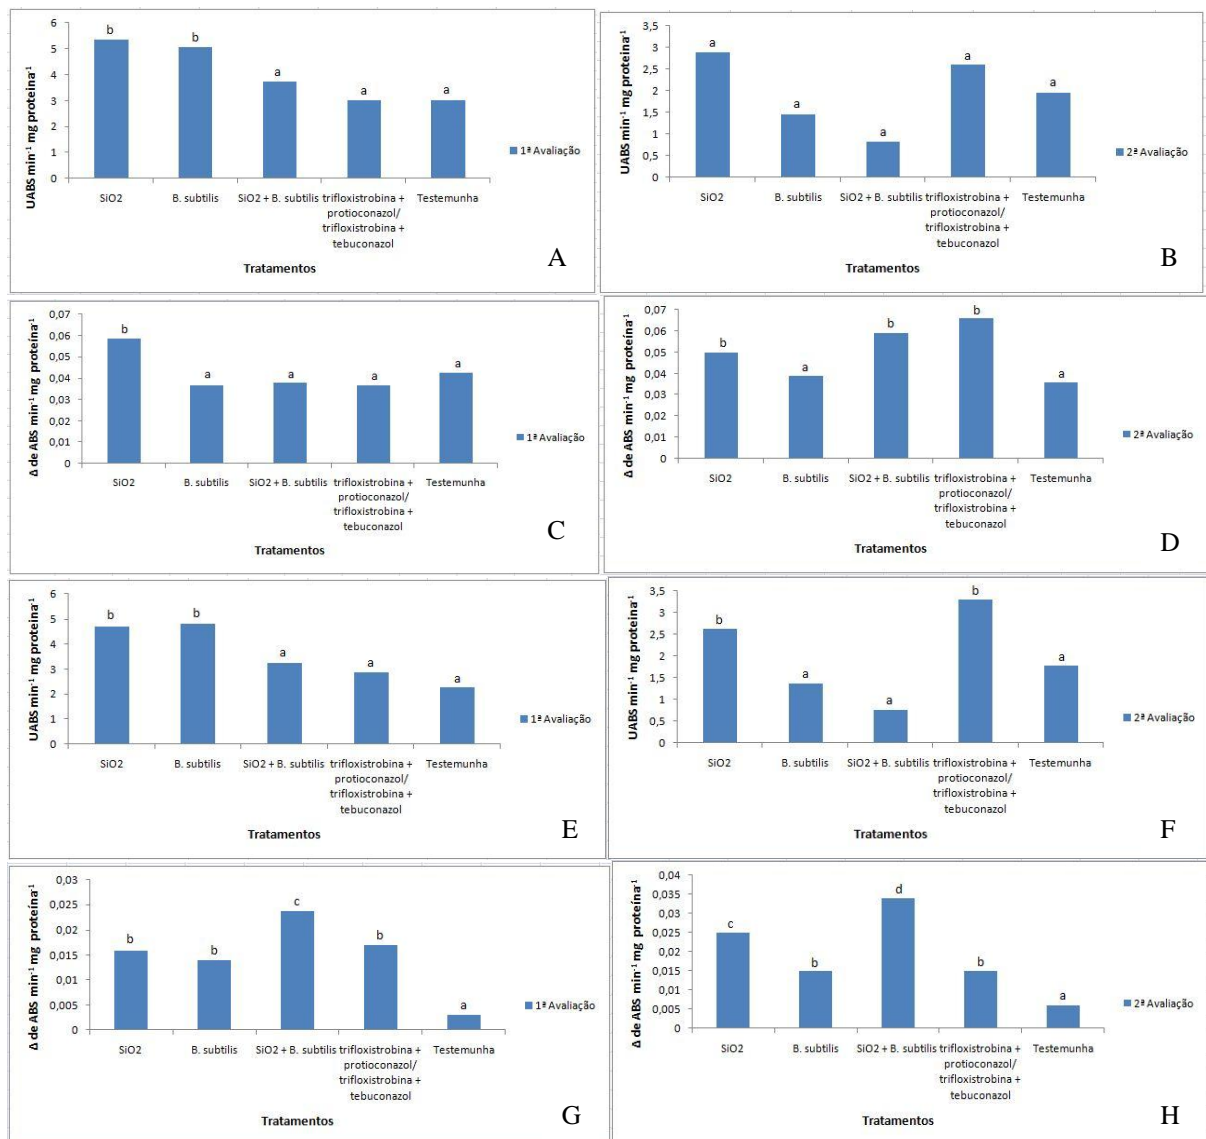 UABS min⁻¹ mg proteina⁻¹
6
5
4
3
2
1
0
b
b
a
a
a
SiO2
B. subtilis
SiO2 + B. subtilis
trifloxistrobina +
protioconazol/
trifloxistrobina +
tebuconazol
Testemunha
1ª Avaliação
Tratamentos
A
UABS min⁻¹ mg proteina⁻¹
3,5
3
2,5
2
1,5
1
0,5
0
a
a
a
a
a
SiO2
B. subtilis
SiO2 + B. subtilis
trifloxistrobina +
protioconazol/
trifloxistrobina +
tebuconazol
Testemunha
2ª Avaliação
Tratamentos
B
Δ de ABS min⁻¹ mg proteína⁻¹
0,07
0,06
0,05
0,04
0,03
0,02
0,01
0
b
a
a
a
a
SiO2
B. subtilis
SiO2 + B. subtilis
trifloxistrobina +
protioconazol/
trifloxistrobina +
tebuconazol
Testemunha
1ª Avaliação
Tratamentos
C
Δ de ABS min⁻¹ mg proteína⁻¹
0,07
0,06
0,05
0,04
0,03
0,02
0,01
0
b
a
b
b
a
SiO2
B. subtilis
SiO2 + B. subtilis
trifloxistrobina +
protioconazol/
trifloxistrobina +
tebuconazol
Testemunha
2ª Avaliação
Tratamentos
D
UABS min⁻¹ mg proteina⁻¹
6
5
4
3
2
1
0
b
b
a
a
a
SiO2
B. subtilis
SiO2 + B. subtilis
trifloxistrobina +
protioconazol/
trifloxistrobina +
tebuconazol
Testemunha
1ª Avaliação
Tratamentos
E
UABS min⁻¹ mg proteina⁻¹
3,5
3
2,5
2
1,5
1
0,5
0
b
a
a
b
a
SiO2
B. subtilis
SiO2 + B. subtilis
trifloxistrobina +
protioconazol/
trifloxistrobina +
tebuconazol
Testemunha
2ª Avaliação
Tratamentos
F
Δ de ABS min⁻¹ mg proteína⁻¹
0,03
0,025
0,02
0,015
0,01
0,005
0
b
b
c
b
a
SiO2
B. subtilis
SiO2 + B. subtilis
trifloxistrobina +
protioconazol/
trifloxistrobina +
tebuconazol
Testemunha
1ª Avaliação
Tratamentos
G
Δ de ABS min⁻¹ mg proteína⁻¹
0,04
0,035
0,03
0,025
0,02
0,015
0,01
0,005
0
c
b
d
b
a
SiO2
B. subtilis
SiO2 + B. subtilis
trifloxistrobina +
protioconazol/
trifloxistrobina +
tebuconazol
Testemunha
2ª Avaliação
Tratamentos
H